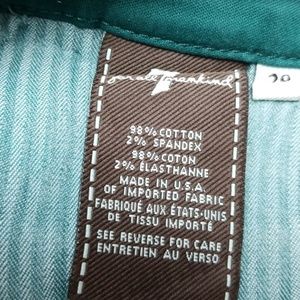 for all 7 mankind
28
98% COTTON
2% SPANDEX
98% COTON
2% ÉLASTHANNE
MADE IN U.S.A.
OF IMPORTED FABRIC
FABRIQUÉ AUX ÉTATS-UNIS
DE TISSU IMPORTÉ
SEE REVERSE FOR CARE
ENTRETIEN AU VERSO